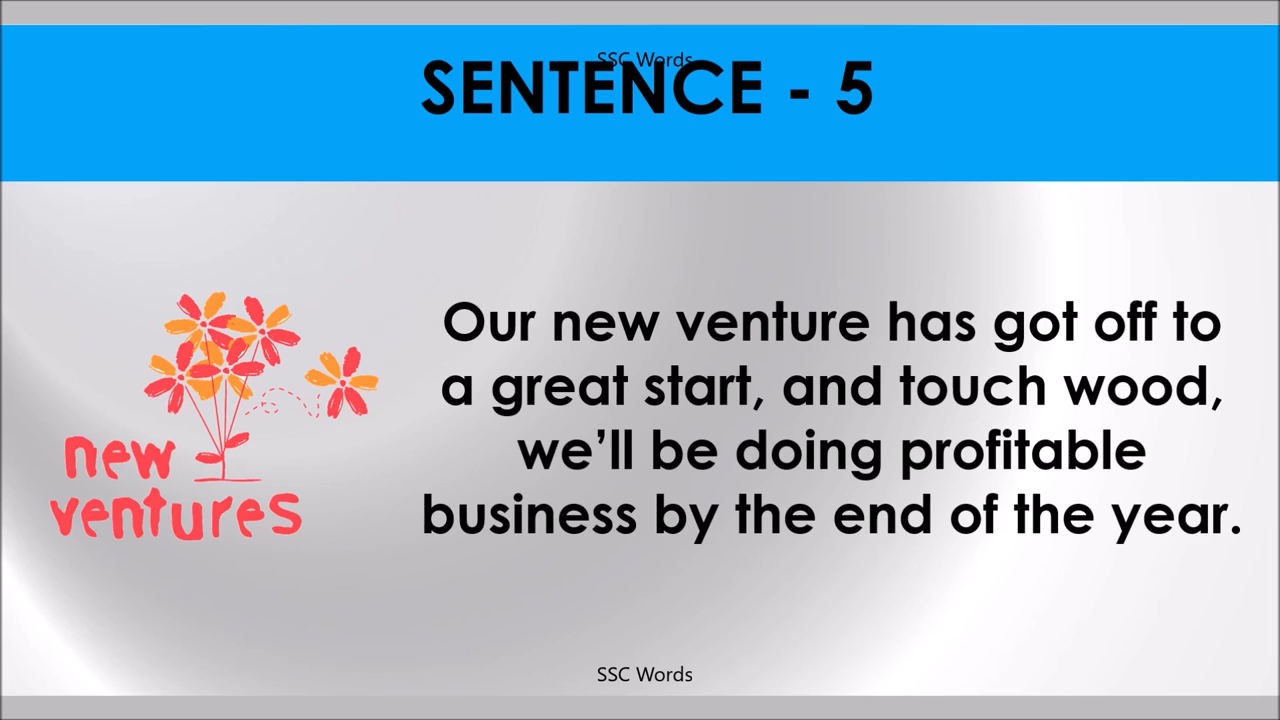 SSC Words
SENTENCE - 5
Our new venture has got off to
a great start, and touch wood,
we’ll be doing profitable
business by the end of the year.
new
ventures
SSC Words